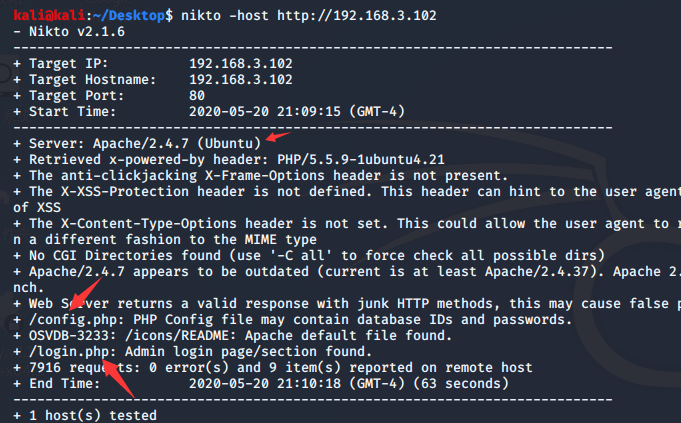 kali@kali:~/Desktop$ nikto -host http://192.168.3.102
- Nikto v2.1.6
---------------------------------------------------------------------------
+ Target IP:          192.168.3.102
+ Target Hostname:    192.168.3.102
+ Target Port:        80
+ Start Time:         2020-05-20 21:09:15 (GMT-4)
---------------------------------------------------------------------------
+ Server: Apache/2.4.7 (Ubuntu)
+ Retrieved x-powered-by header: PHP/5.5.9-1ubuntu4.21
+ The anti-clickjacking X-Frame-Options header is not present.
+ The X-XSS-Protection header is not defined. This header can hint to the user agent
of XSS
+ The X-Content-Type-Options header is not set. This could allow the user agent to r
n a different fashion to the MIME type
+ No CGI Directories found (use '-C all' to force check all possible dirs)
+ Apache/2.4.7 appears to be outdated (current is at least Apache/2.4.37). Apache 2.
nch.
+ Web Server returns a valid response with junk HTTP methods, this may cause false p
+ /config.php: PHP Config file may contain database IDs and passwords.
+ OSVDB-3233: /icons/README: Apache default file found.
+ /login.php: Admin login page/section found.
+ 7916 requests: 0 error(s) and 9 item(s) reported on remote host
+ End Time:           2020-05-20 21:10:18 (GMT-4) (63 seconds)
---------------------------------------------------------------------------
+ 1 host(s) tested